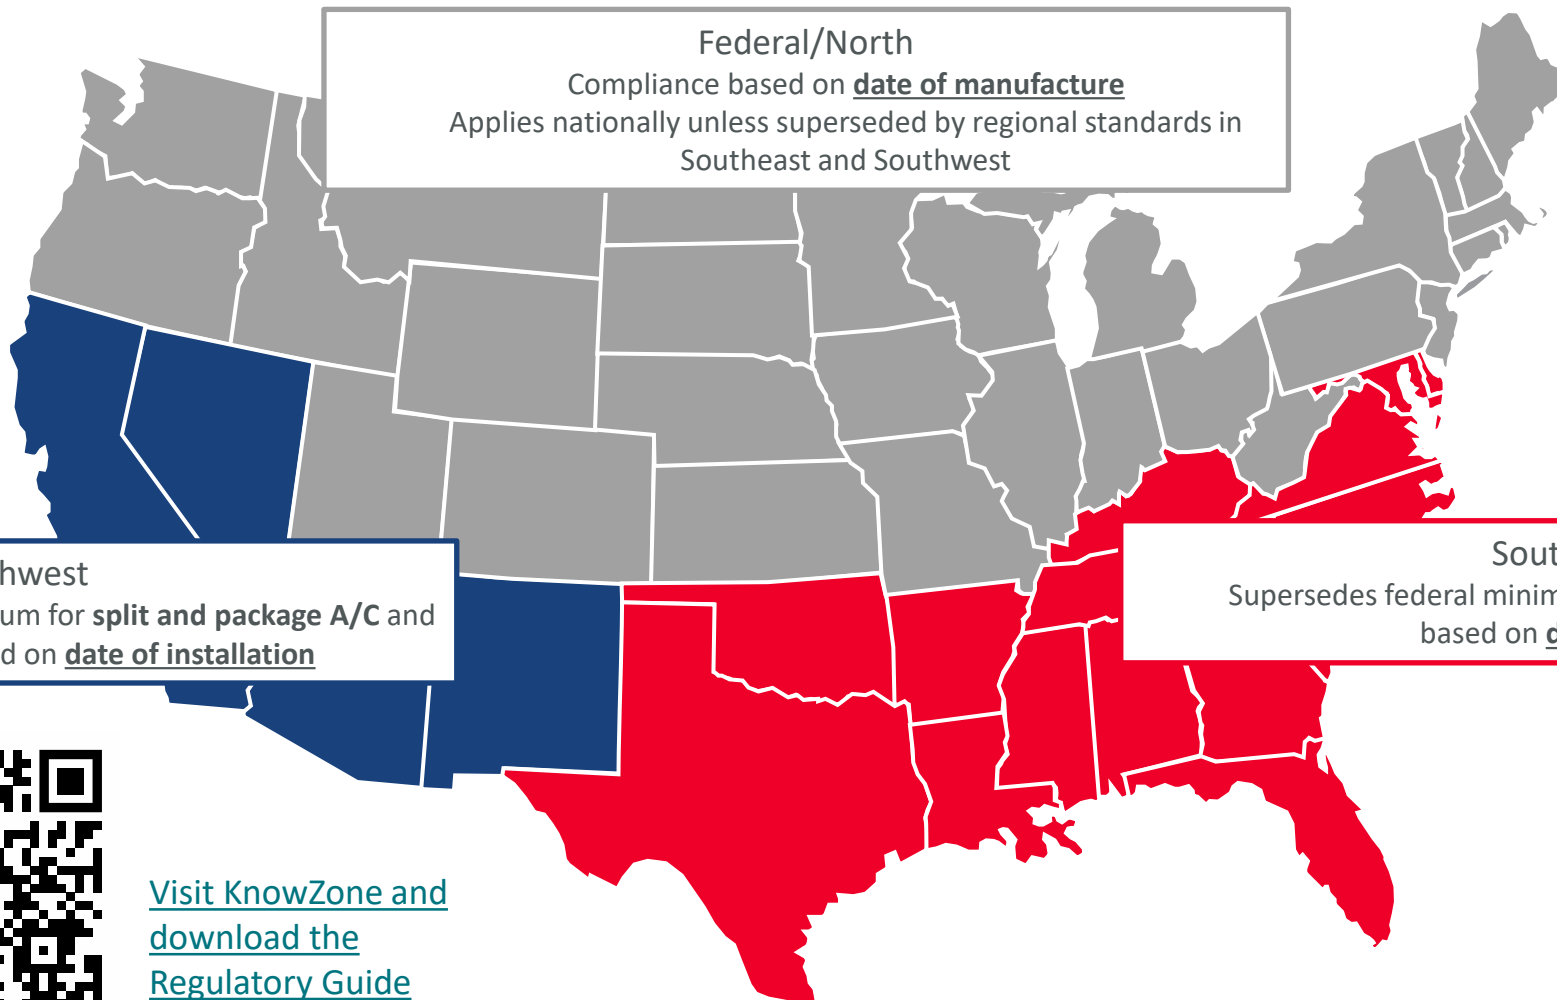 Federal/North
Compliance based on date of manufacture
Applies nationally unless superseded by regional standards in
Southeast and Southwest
hwest
um for split and package A/C and
d on date of installation
Sout
Supersedes federal minim
based on d
Visit KnowZone and
download the
Regulatory Guide